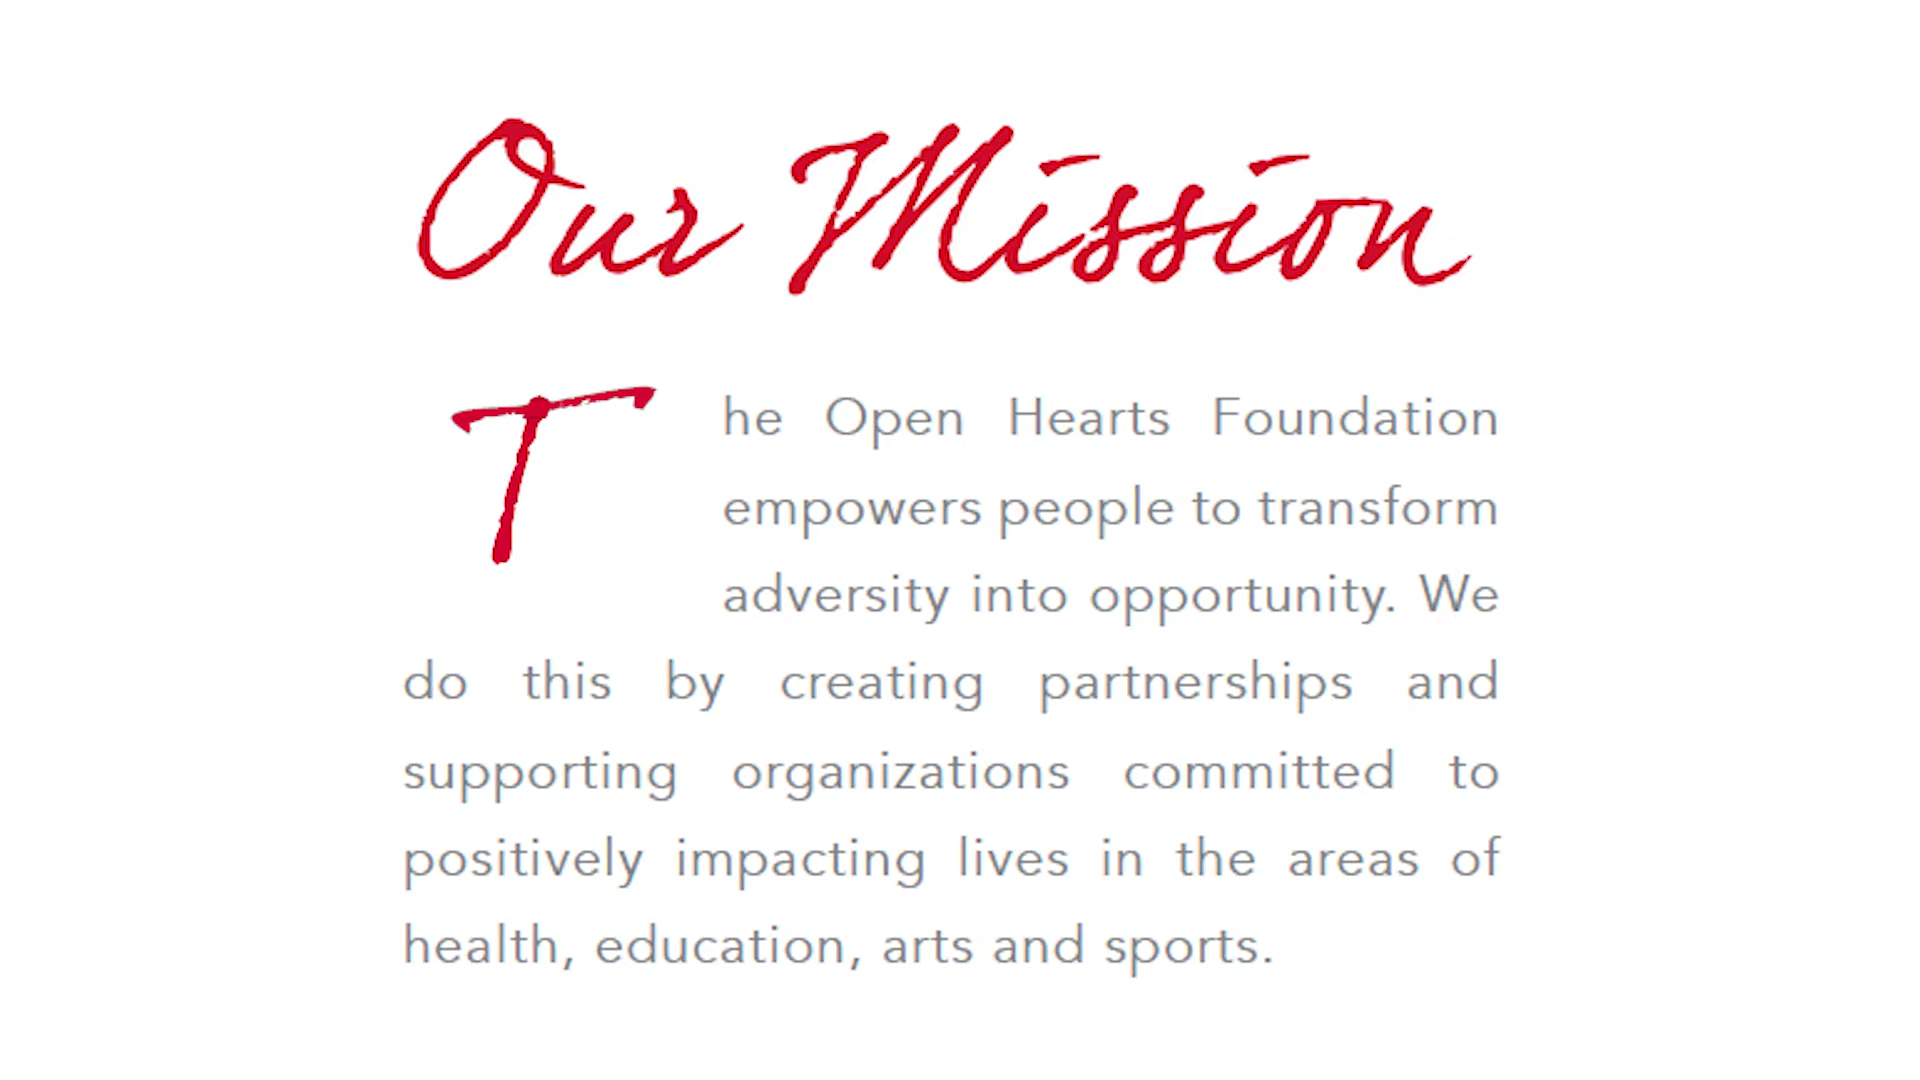 Our Mission
The Open Hearts Foundation
empowers people to transform
adversity into opportunity. We
do this by creating partnerships and
supporting organizations committed to
positively impacting lives in the areas of
health, education, arts and sports.